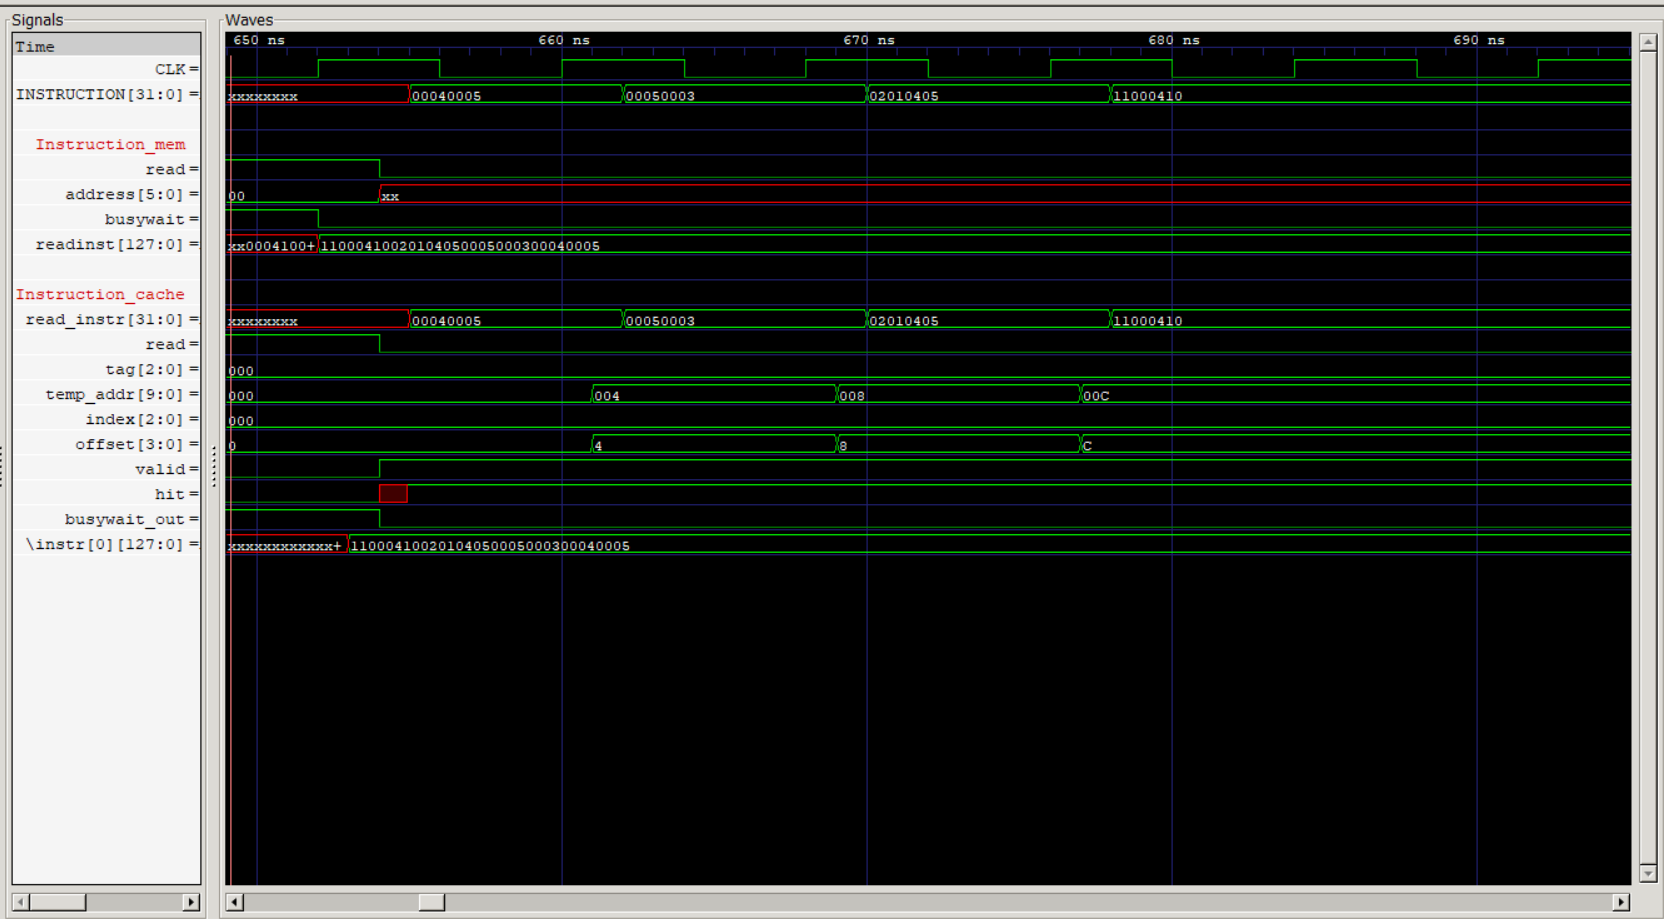 Signals Waves
Time 650 ns 660 ns 670 ns 680 ns 690 ns
CLK =
INSTRUCTION[31:0] = xxxxxxxx 00040005 00050003 02010405 11000410
Instruction_mem
read =
address[5:0] = 00 xx
busywait =
readinst[127:0] = xx0004100+ 11000410020104050005000300040005
Instruction_cache
read_instr[31:0] = xxxxxxxx 00040005 00050003 02010405 11000410
read =
tag[2:0] = 000
temp_addr[9:0] = 000 004 008 00C
index[2:0] = 000
offset[3:0] = 0 4 8 C
valid =
hit =
busywait_out =
\instr[0][127:0] = xxxxxxxxxxxx+ 11000410020104050005000300040005